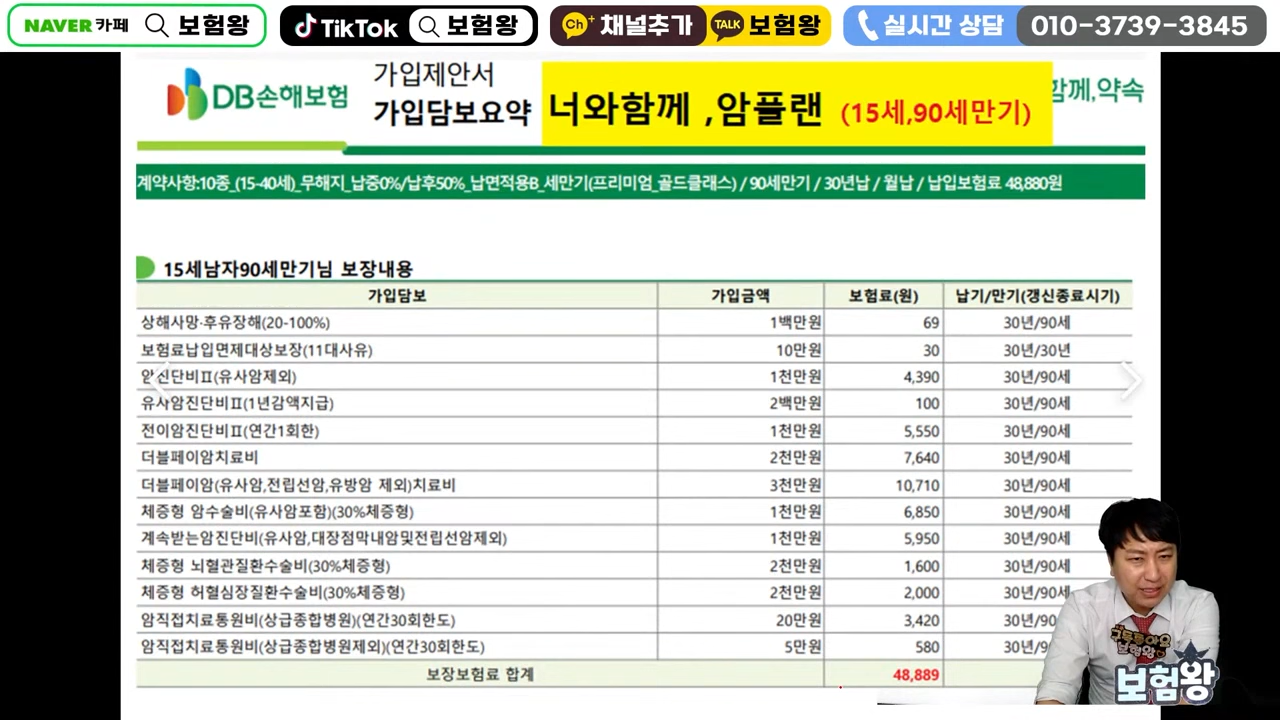 NAVER 카페 보험왕 TikTok 보험왕 Ch+ 채널추가 TALK 보험왕 실시간 상담 010-3739-3845
DB손해보험
가입제안서
가입담보요약
너와함께 ,암플랜 (15세,90세만기)
함께,약속
계약사항:10종_(15-40세)_무해지_납중0%/납후50%_납면적용B_세만기(프리미엄_골드클래스) / 90세만기 / 30년납 / 월납 / 납입보험료 48,880원
15세남자90세만기님 보장내용
가입담보 가입금액 보험료(원) 납기/만기(갱신종료시기)
상해사망·후유장해(20-100%) 1백만원 69 30년/90세
보험료납입면제대상보장(11대사유) 10만원 30 30년/30년
암진단비Ⅱ(유사암제외) 1천만원 4,390 30년/90세
유사암진단비Ⅱ(1년감액지급) 2백만원 100 30년/90세
전이암진단비Ⅱ(연간1회한) 1천만원 5,550 30년/90세
더블페이암치료비 2천만원 7,640 30년/90세
더블페이암(유사암,전립선암,유방암 제외)치료비 3천만원 10,710 30년/90세
체증형 암수술비(유사암포함)(30%체증형) 1천만원 6,850 30년/90세
계속받는암진단비(유사암,대장점막내암및전립선암제외) 1천만원 5,950 30년/90세
체증형 뇌혈관질환수술비(30%체증형) 2천만원 1,600 30년/90세
체증형 허혈심장질환수술비(30%체증형) 2천만원 2,000 30년/90세
암직접치료통원비(상급종합병원)(연간30회한도) 20만원 3,420 30년/90
암직접치료통원비(상급종합병원제외)(연간30회한도) 5만원 580 30년/9
보장보험료 합계 48,889
구독좋아요
보험왕
보험왕